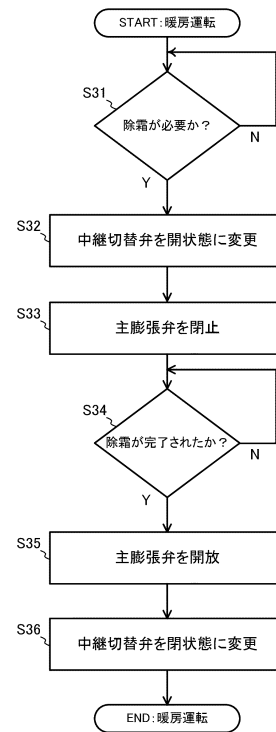 START:暖房運転
S31
除霜が必要か?
N
Y
S32
中継切替弁を開状態に変更
S33
主膨張弁を閉止
S34
除霜が完了されたか?
N
Y
S35
主膨張弁を開放
S36
中継切替弁を閉状態に変更
END:暖房運転